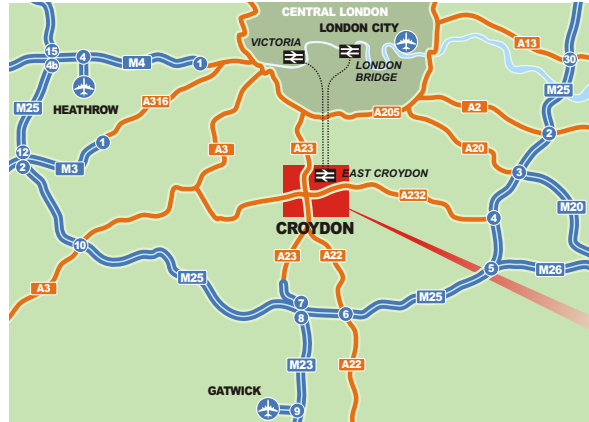 CENTRAL LONDON
LONDON CITY
VICTORIA
LONDON
BRIDGE
A13
15
4
4b
M4
1
30
M25
HEATHROW
A316
M25
M25
A205
A2
A23
A3
A20
2
1
12
2
M3
3
EAST CROYDON
A232
M20
4
CROYDON
10
A23
A22
5
M26
M25
A3
M25
7
8
6
M23
A22
GATWICK
9